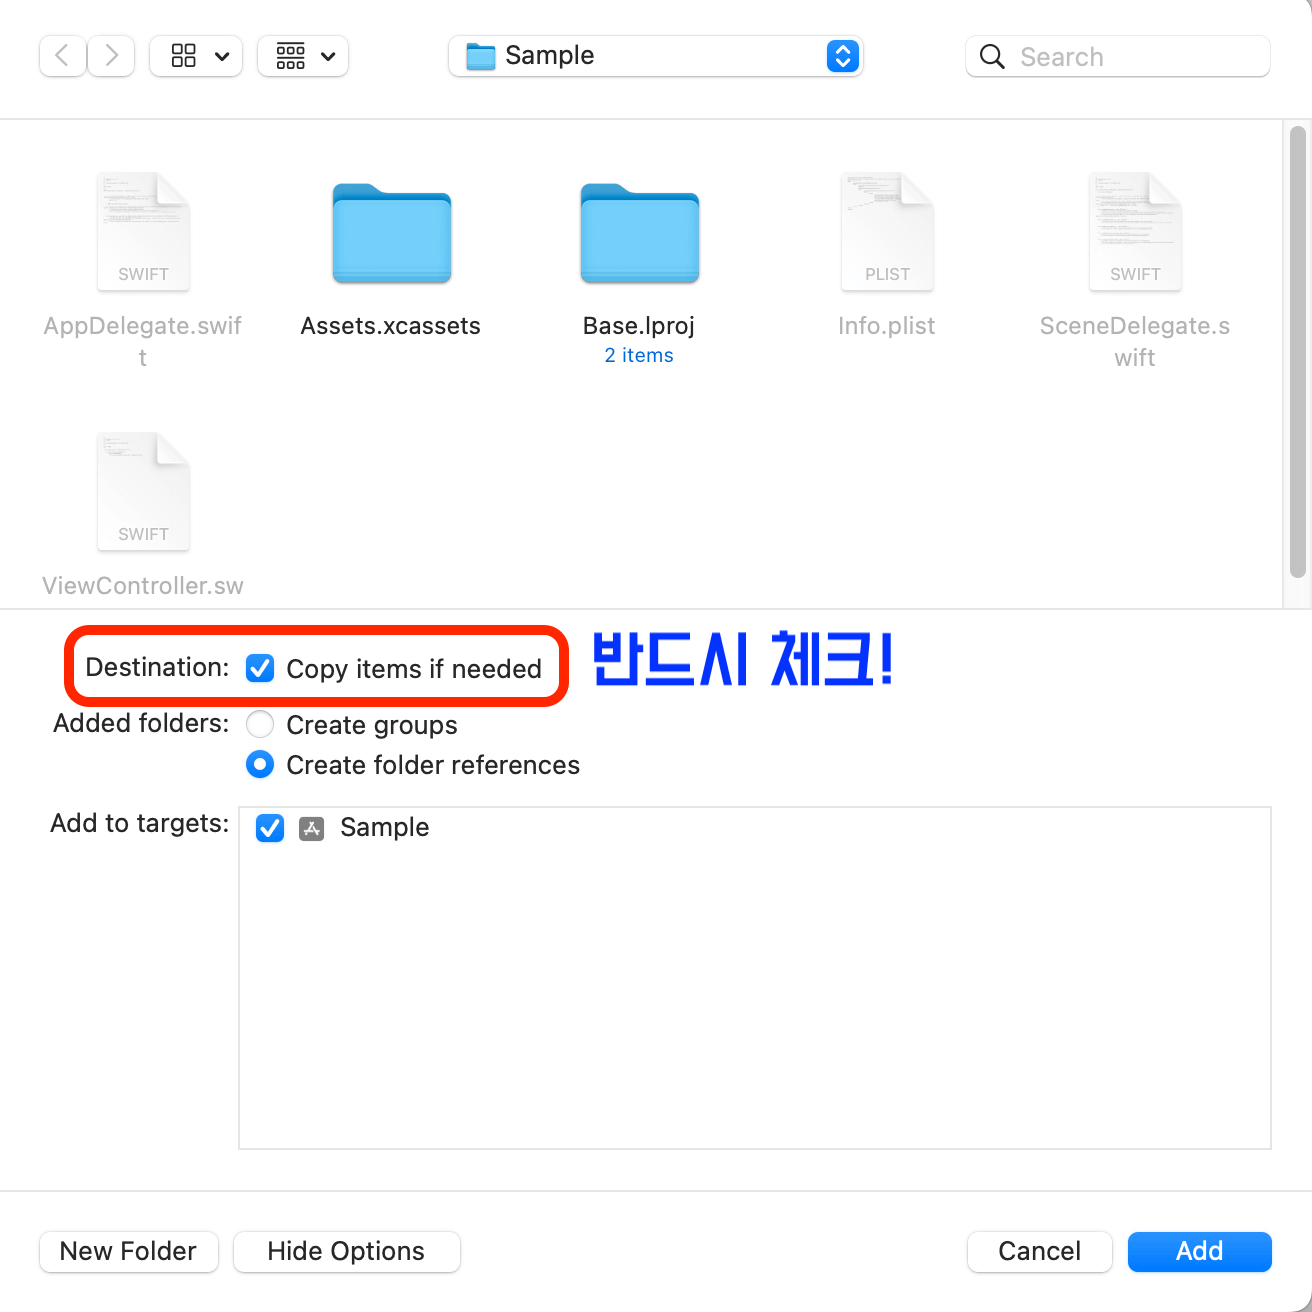 Sample
Search
SWIFT
PLIST
SWIFT
AppDelegate.swif
t
Assets.xcassets
Base.lproj
2 items
Info.plist
SceneDelegate.s
wift
SWIFT
ViewController.sw
Destination: Copy items if needed
반드시 체크!
Added folders: Create groups
Create folder references
Add to targets: Sample
New Folder
Hide Options
Cancel
Add